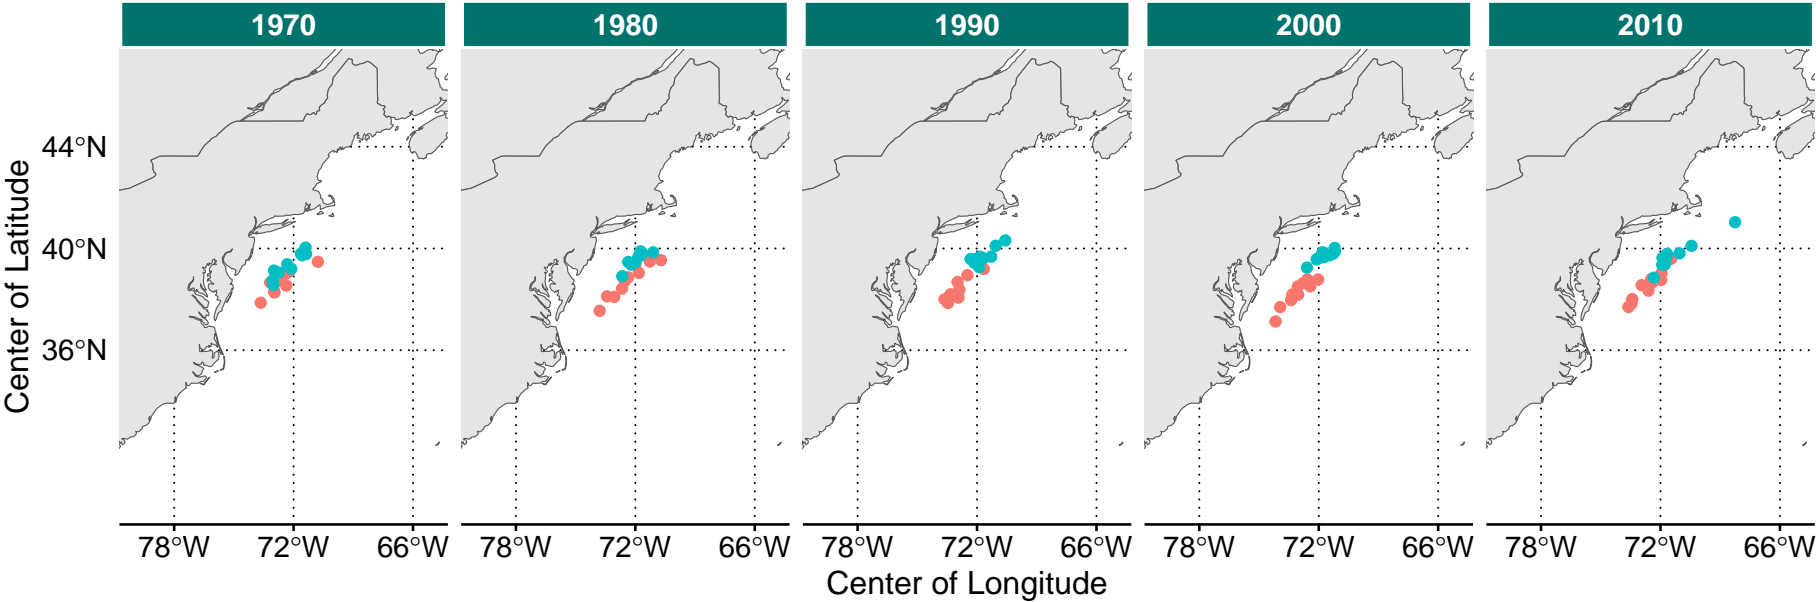 1970 1980 1990 2000 2010
44°N
40°N
36°N
Center of Latitude
78°W 72°W 66°W 78°W 72°W 66°W 78°W 72°W 66°W 78°W 72°W 66°W 78°W 72°W 66°W
Center of Longitude